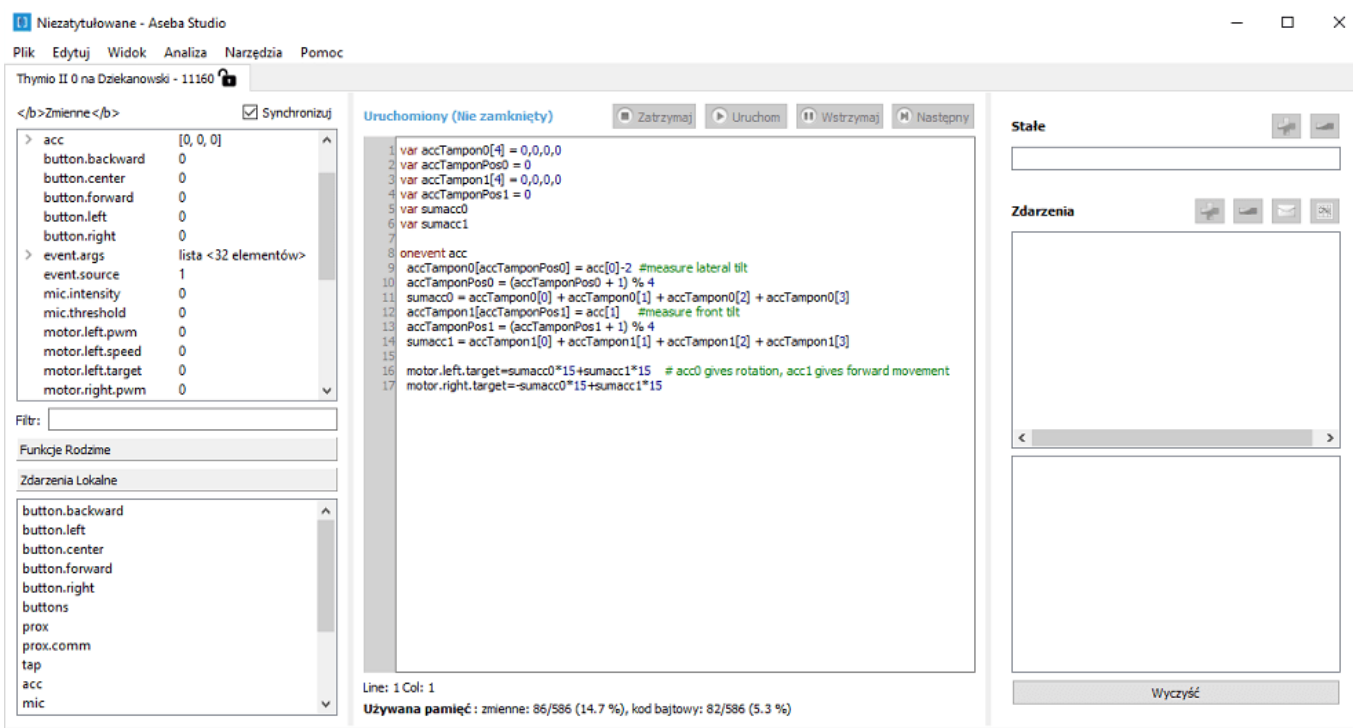 Niezatytułowane - Aseba Studio
Plik Edytuj Widok Analiza Narzędzia Pomoc
Thymio II 0 na Dziekanowski - 11160
</b>Zmienne</b> Synchronizuj
acc [0, 0, 0]
button.backward 0
button.center 0
button.forward 0
button.left 0
button.right 0
event.args lista <32 elementów>
event.source 1
mic.intensity 0
mic.threshold 0
motor.left.pwm 0
motor.left.speed 0
motor.left.target 0
motor.right.pwm 0
Filtr:
Funkcje Rodzime
Zdarzenia Lokalne
button.backward
button.left
button.center
button.forward
button.right
buttons
prox
prox.comm
tap
acc
mic
Uruchomiony (Nie zamknięty) Zatrzymaj Uruchom Wstrzymaj Następny
1 var accTampon0[4] = 0,0,0,0
2 var accTamponPos0 = 0
3 var accTampon1[4] = 0,0,0,0
4 var accTamponPos1 = 0
5 var sumacc0
6 var sumacc1
7
8 onevent acc
9 accTampon0[accTamponPos0] = acc[0]-2 #measure lateral tilt
10 accTamponPos0 = (accTamponPos0 + 1) % 4
11 sumacc0 = accTampon0[0] + accTampon0[1] + accTampon0[2] + accTampon0[3]
12 accTampon1[accTamponPos1] = acc[1] #measure front tilt
13 accTamponPos1 = (accTamponPos1 + 1) % 4
14 sumacc1 = accTampon1[0] + accTampon1[1] + accTampon1[2] + accTampon1[3]
15
16 motor.left.target=sumacc0*15+sumacc1*15 # acc0 gives rotation, acc1 gives forward movement
17 motor.right.target=-sumacc0*15+sumacc1*15
Line: 1 Col: 1
Używana pamięć : zmienne: 86/586 (14.7 %), kod bajtowy: 82/586 (5.3 %)
Stałe
Zdarzenia
Wyczyść